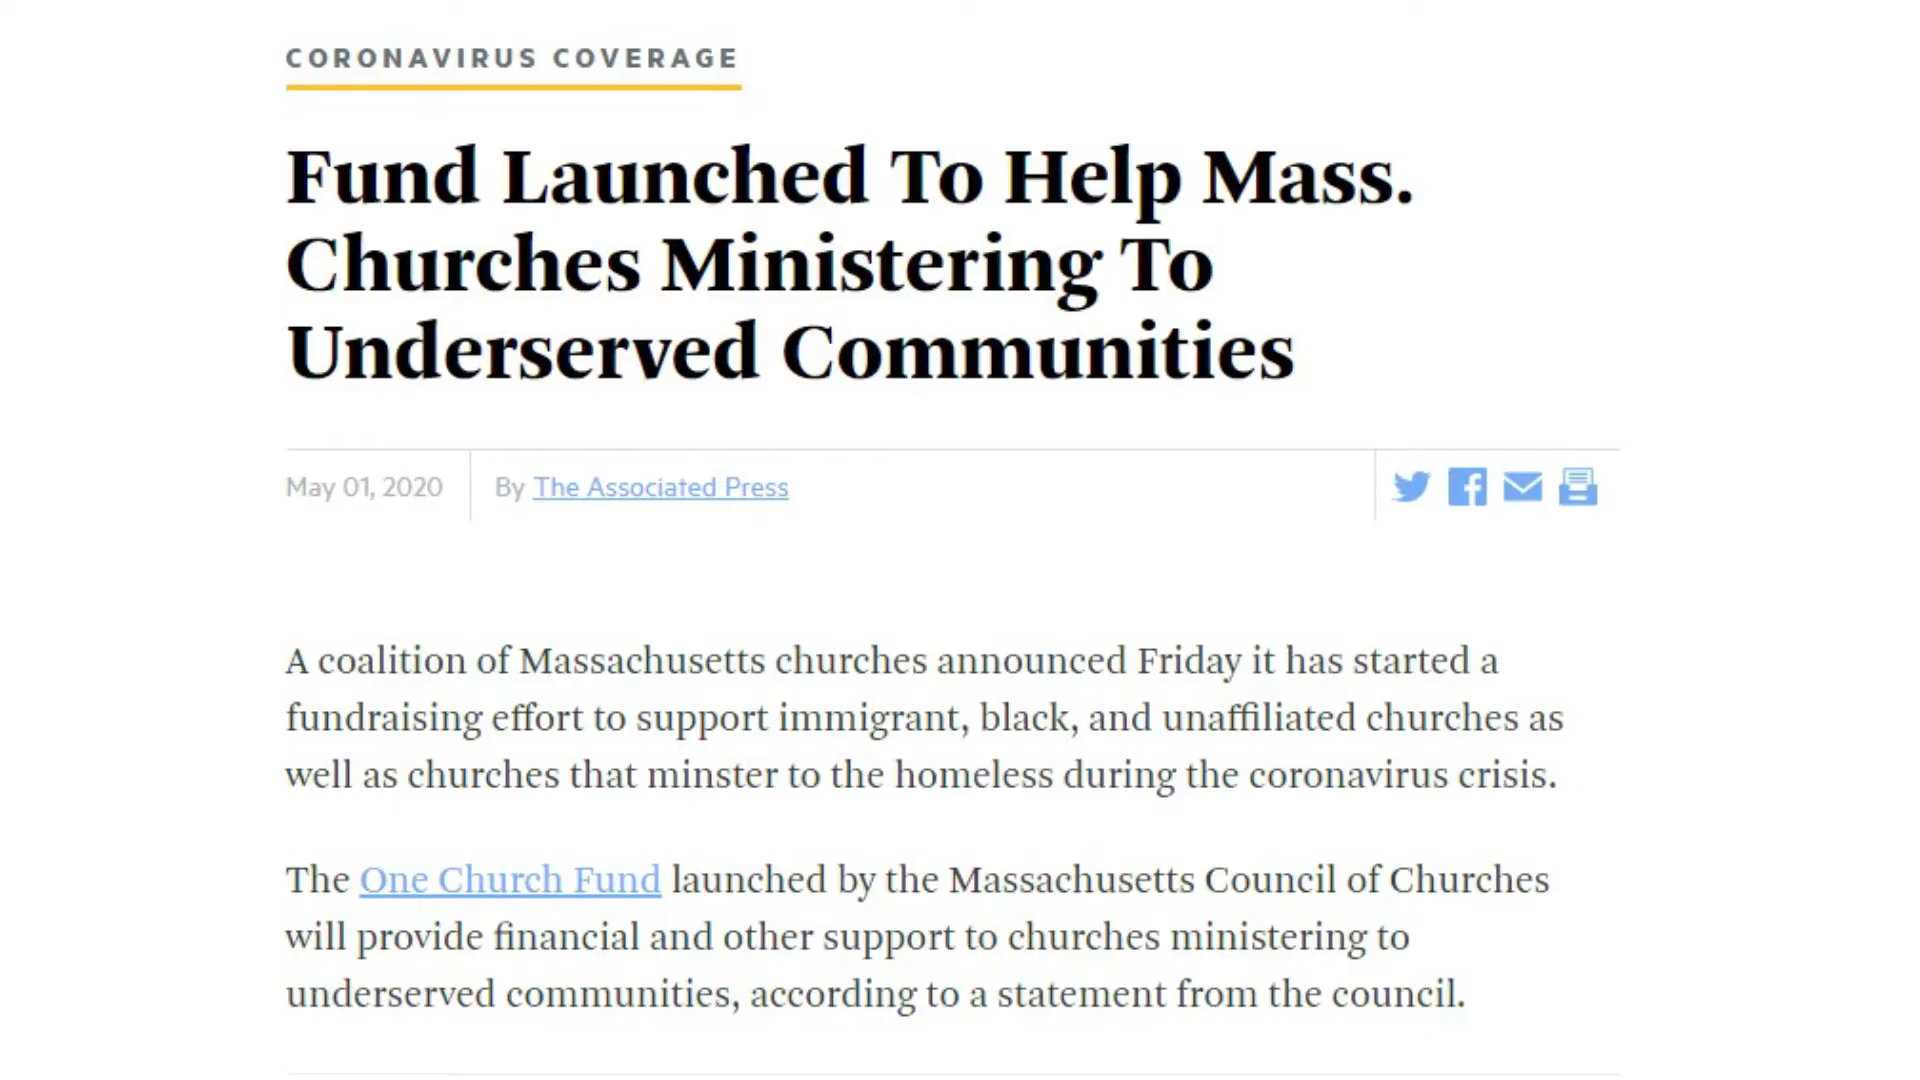 CORONAVIRUS COVERAGE
Fund Launched To Help Mass.
Churches Ministering To
Underserved Communities
May 01, 2020
By The Associated Press
A coalition of Massachusetts churches announced Friday it has started a
fundraising effort to support immigrant, black, and unaffiliated churches as
well as churches that minster to the homeless during the coronavirus crisis.
The One Church Fund launched by the Massachusetts Council of Churches
will provide financial and other support to churches ministering to
underserved communities, according to a statement from the council.